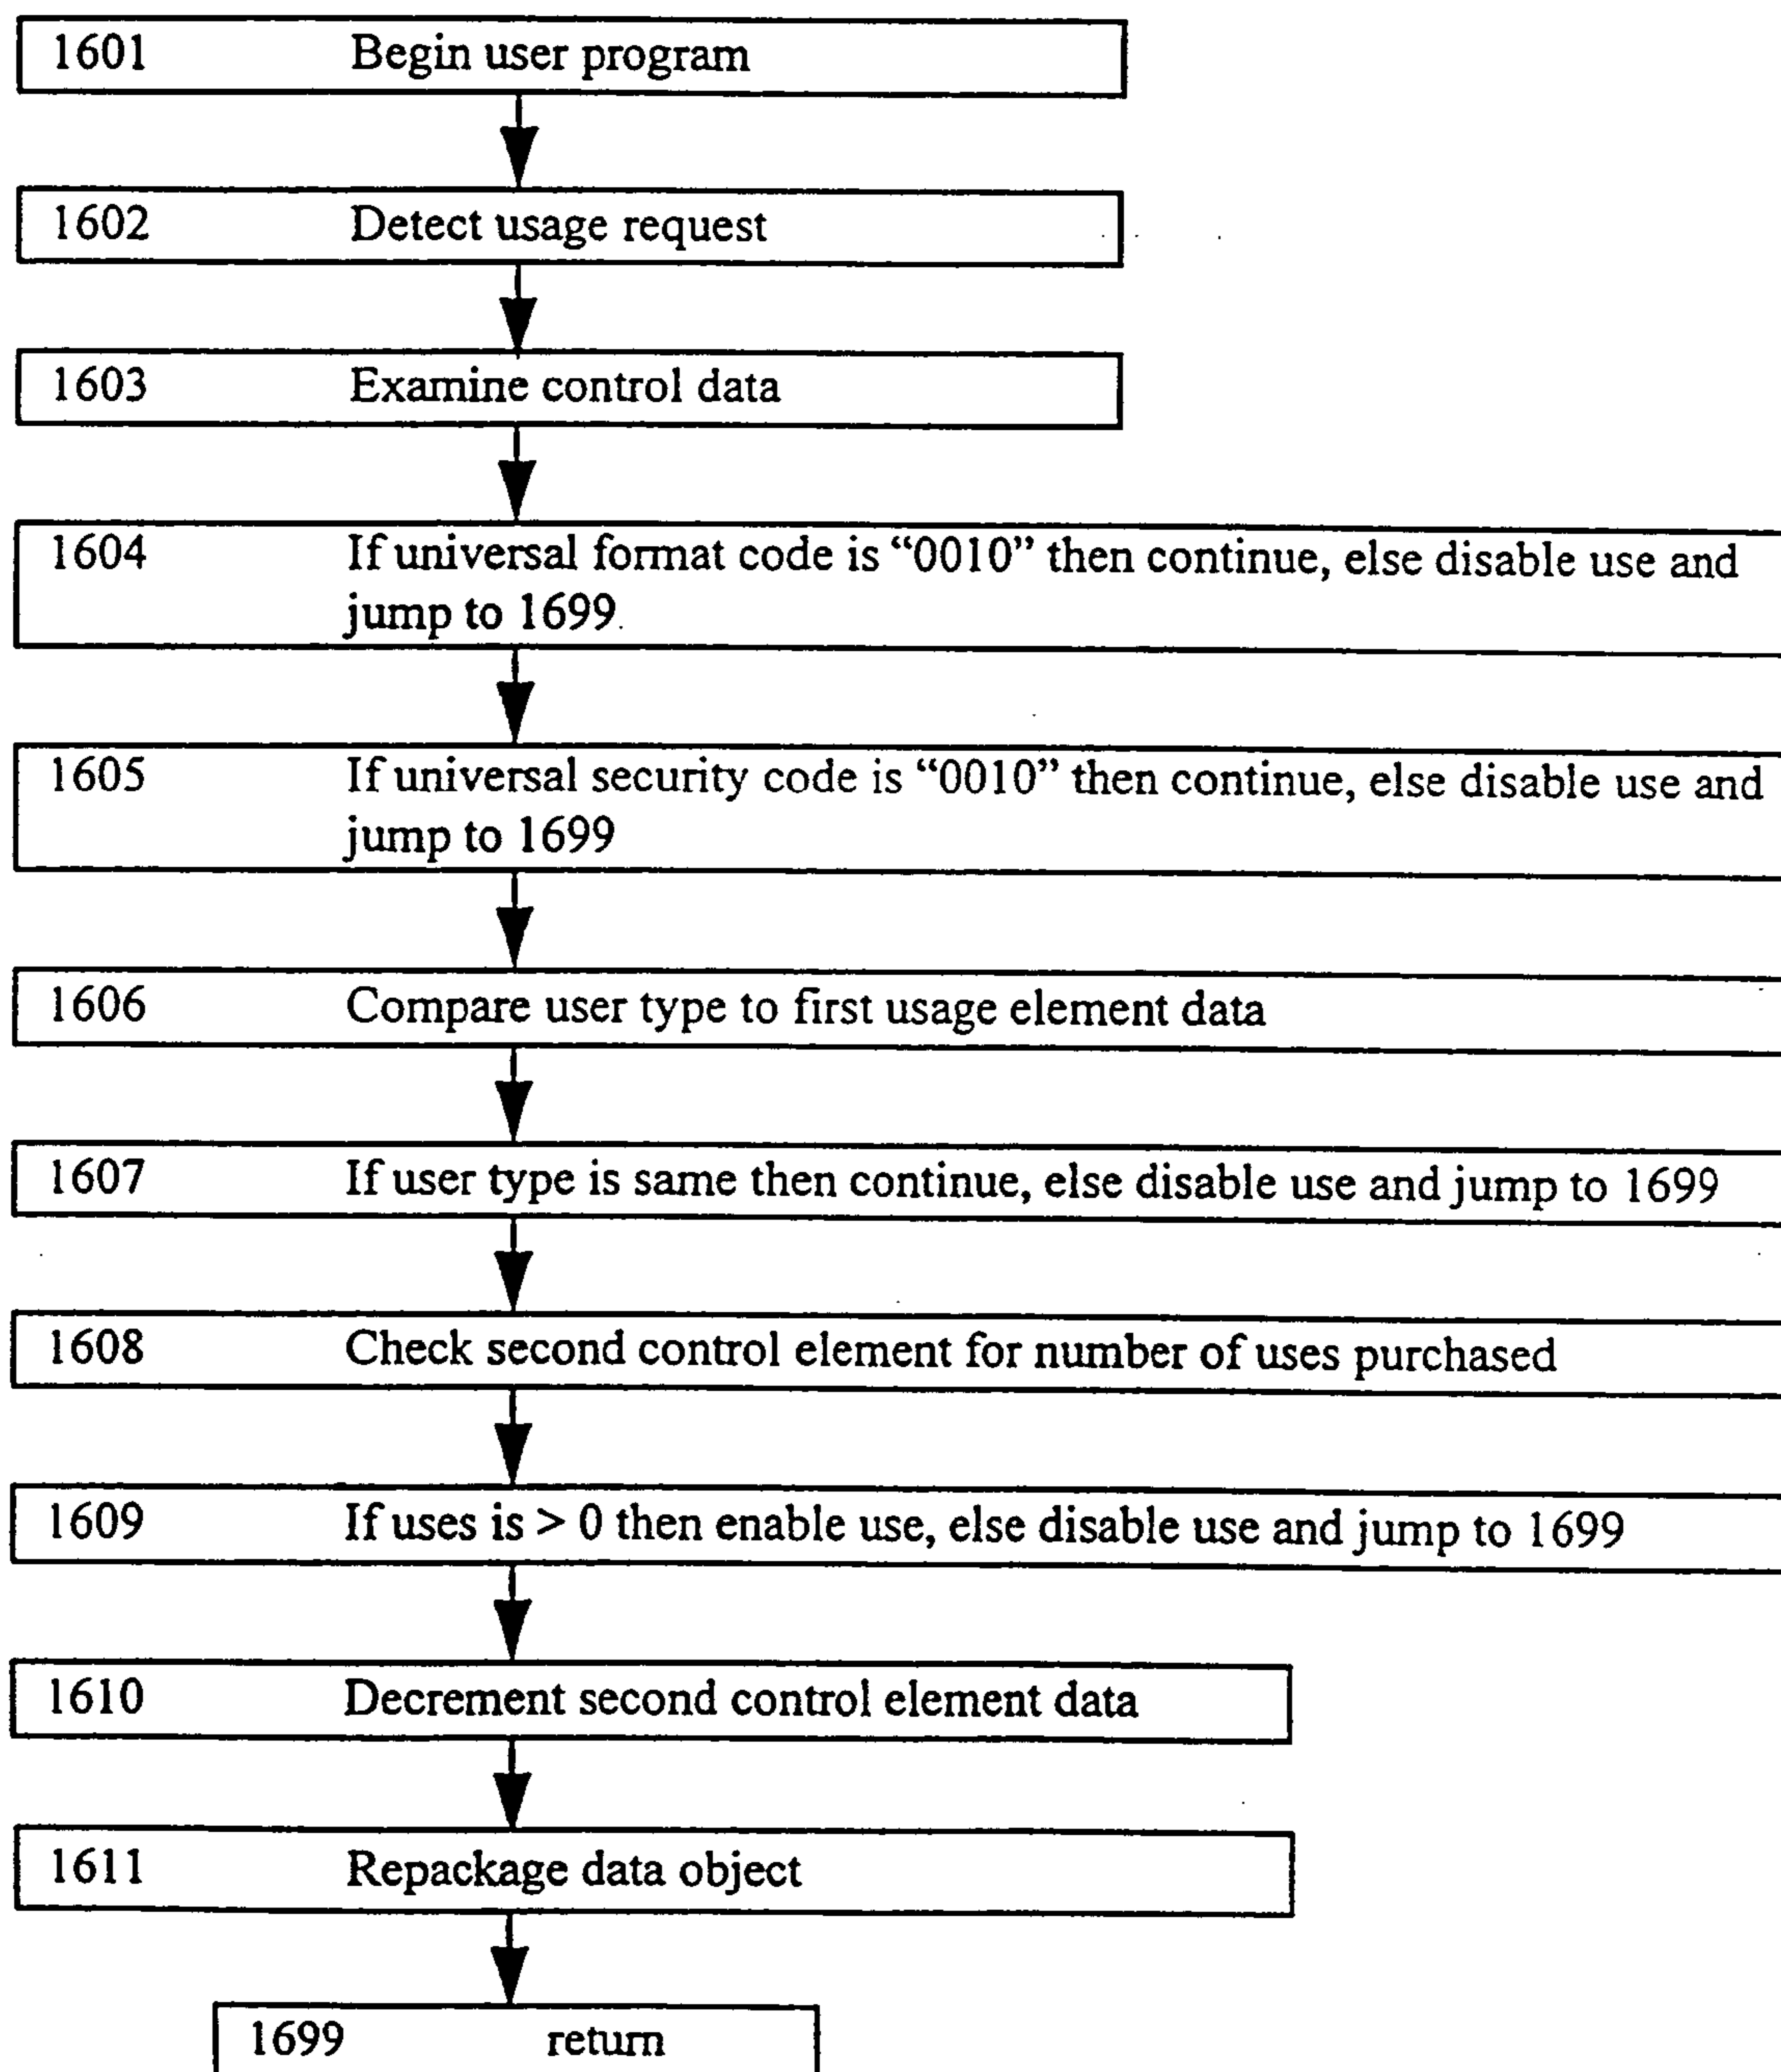 1601 Begin user program
1602 Detect usage request
1603 Examine control data
1604 If universal format code is “0010” then continue, else disable use and
jump to 1699.
1605 If universal security code is “0010” then continue, else disable use and
jump to 1699
1606 Compare user type to first usage element data
1607 If user type is same then continue, else disable use and jump to 1699
1608 Check second control element for number of uses purchased
1609 If uses is > 0 then enable use, else disable use and jump to 1699
1610 Decrement second control element data
1611 Repackage data object
1699 return